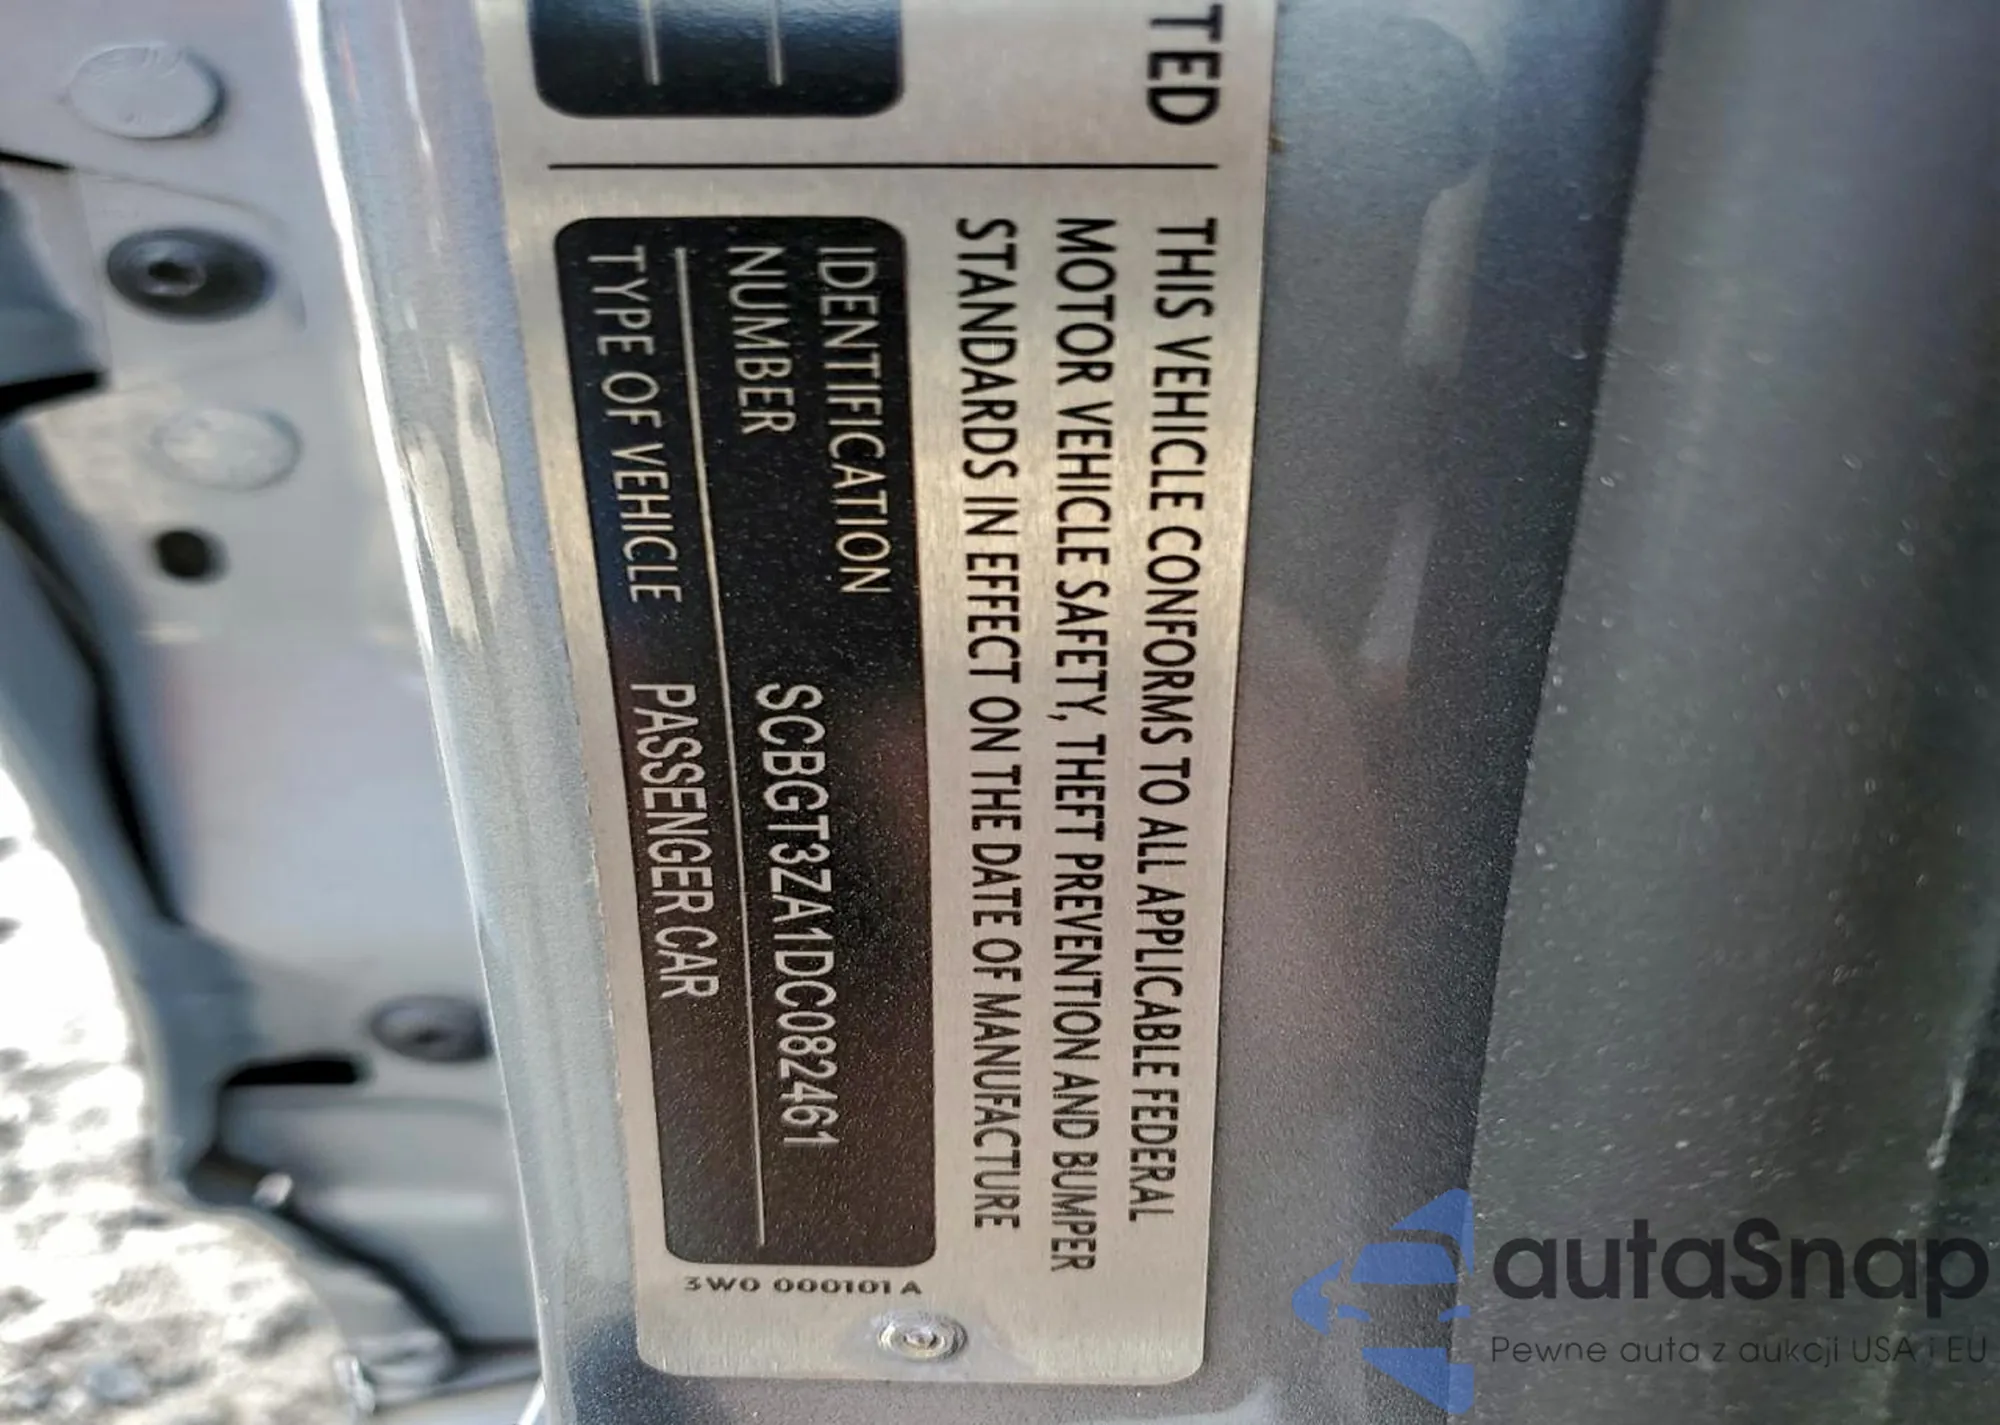 TED
THIS VEHICLE CONFORMS TO ALL APPLICABLE FEDERAL
MOTOR VEHICLE SAFETY, THEFT PREVENTION AND BUMPER
STANDARDS IN EFFECT ON THE DATE OF MANUFACTURE
IDENTIFICATION
NUMBER SCBGT3ZA1DC082461
TYPE OF VEHICLE PASSENGER CAR
3W0 000101 A
autaSnap
Pewne auta z aukcji USA i EU